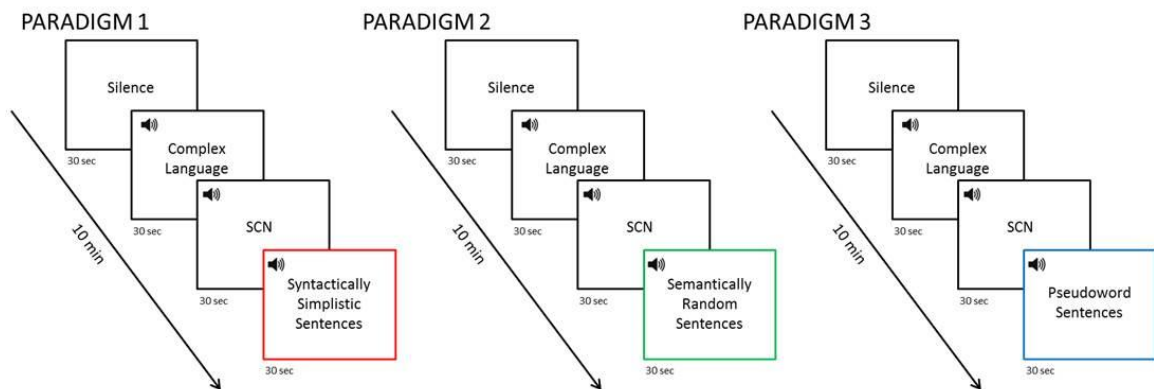 PARADIGM 1
Silence
30 sec
Complex
Language
30 sec
SCN
30 sec
Syntactically
Simplistic
Sentences
30 sec
10 min
PARADIGM 2
Silence
30 sec
Complex
Language
30 sec
SCN
30 sec
Semantically
Random
Sentences
30 sec
10 min
PARADIGM 3
Silence
30 sec
Complex
Language
30 sec
SCN
30 sec
Pseudoword
Sentences
30 sec
10 min